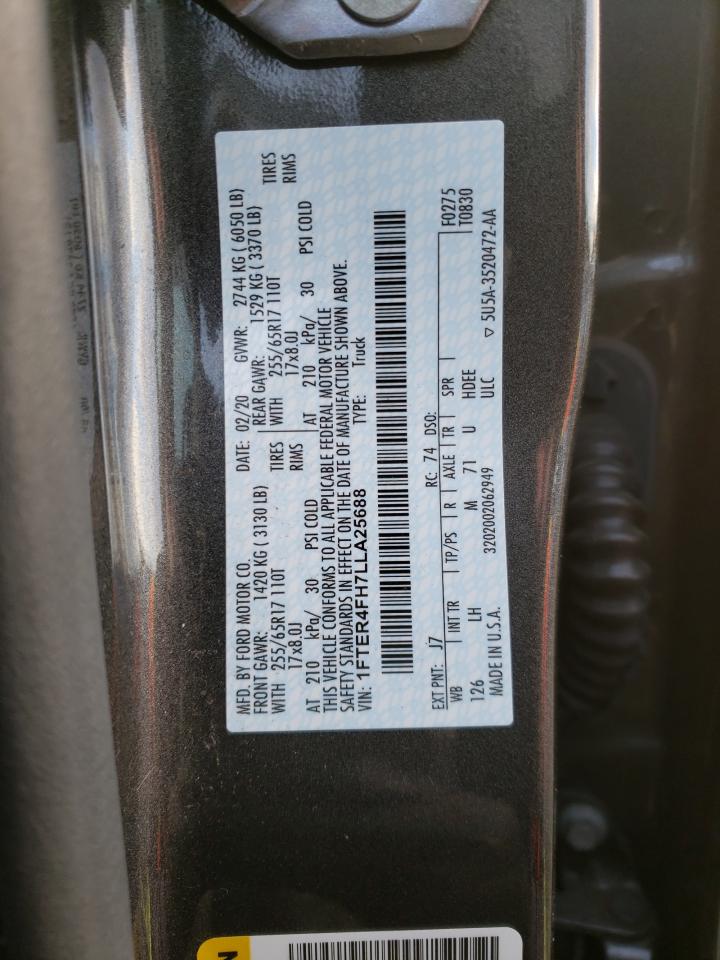 MFD. BY FORD MOTOR CO. DATE: 02/20 GVWR: 2744 KG ( 6050 LB)
FRONT GAWR: 1420 KG ( 3130 LB) REAR GAWR: 1529 KG ( 3370 LB)
WITH 255/65R17 110T TIRES WITH 255/65R17 110T TIRES
17x8.0J RIMS 17x8.0J RIMS
AT 210 kPa/ 30 PSI COLD AT 210 kPa/ 30 PSI COLD
THIS VEHICLE CONFORMS TO ALL APPLICABLE FEDERAL MOTOR VEHICLE
SAFETY STANDARDS IN EFFECT ON THE DATE OF MANUFACTURE SHOWN ABOVE.
VIN: 1FTER4FH7LLA25688 TYPE: Truck
EXT PNT: J7 RC: 74 DSO: F0275
WB INT TR TP/PS R AXLE TR SPR T0830
126 LH M 71 U HDEE
MADE IN U.S.A. 3202002062949 ULC ▽ 5U5A-3520472-AA